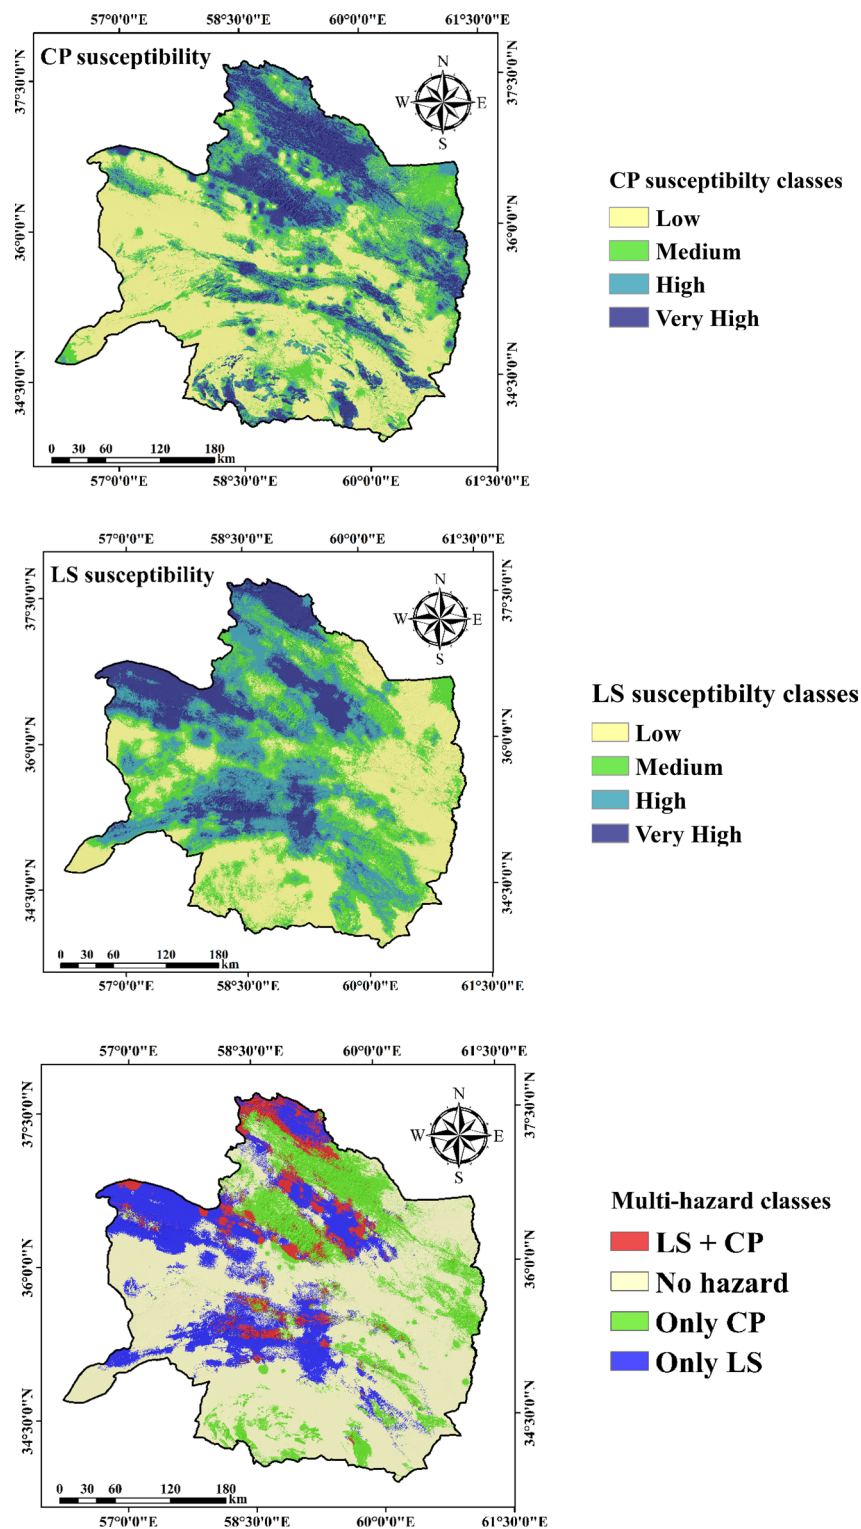 57°0'0"E 58°30'0"E 60°0'0"E 61°30'0"E
CP susceptibility
N
W E
S
37°30'0"N 37°30'0"N
36°0'0"N 36°0'0"N
34°30'0"N 34°30'0"N
0 30 60 120 180
km
57°0'0"E 58°30'0"E 60°0'0"E 61°30'0"E
CP susceptibilty classes
Low
Medium
High
Very High
57°0'0"E 58°30'0"E 60°0'0"E 61°30'0"E
LS susceptibility
N
W E
S
37°30'0"N 37°30'0"N
36°0'0"N 36°0'0"N
34°30'0"N 34°30'0"N
0 30 60 120 180
km
57°0'0"E 58°30'0"E 60°0'0"E 61°30'0"E
LS susceptibilty classes
Low
Medium
High
Very High
57°0'0"E 58°30'0"E 60°0'0"E 61°30'0"E
N
W E
S
37°30'0"N 37°30'0"N
36°0'0"N 36°0'0"N
34°30'0"N 34°30'0"N
0 30 60 120 180
km
57°0'0"E 58°30'0"E 60°0'0"E 61°30'0"E
Multi-hazard classes
LS + CP
No hazard
Only CP
Only LS